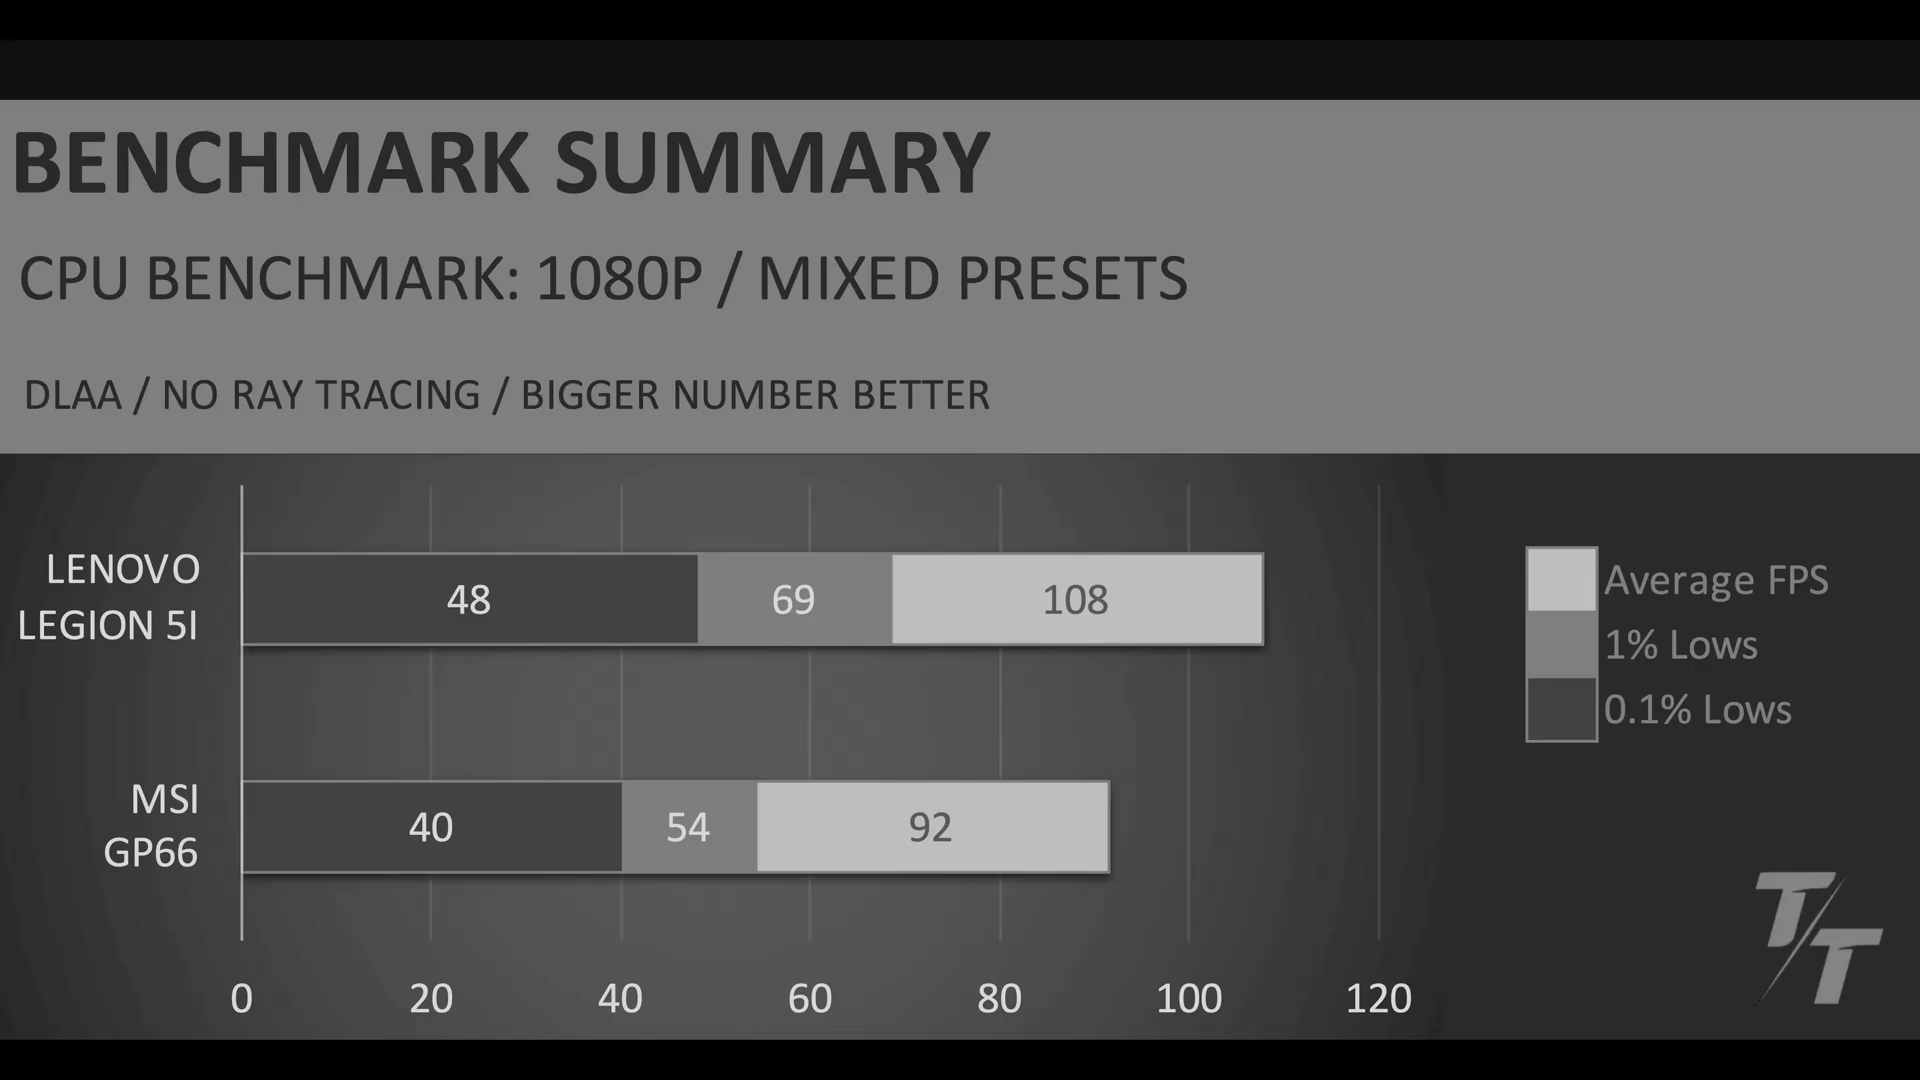 BENCHMARK SUMMARY
CPU BENCHMARK: 1080P / MIXED PRESETS
DLAA / NO RAY TRACING / BIGGER NUMBER BETTER
LENOVO
LEGION 5I
48 69 108
MSI
GP66
40 54 92
0 20 40 60 80 100 120
Average FPS
1% Lows
0.1% Lows
T/T